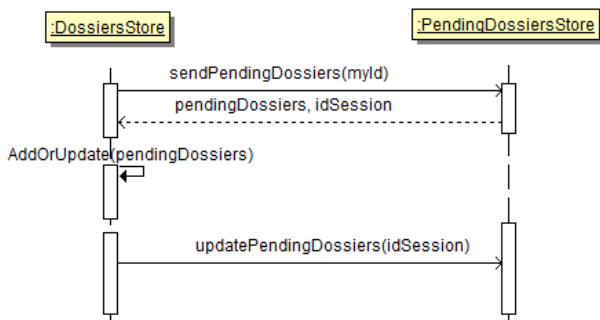 :DossiersStore
:PendingDossiersStore
sendPendingDossiers(myId)
pendingDossiers, idSession
AddOrUpdate(pendingDossiers)
updatePendingDossiers(idSession)